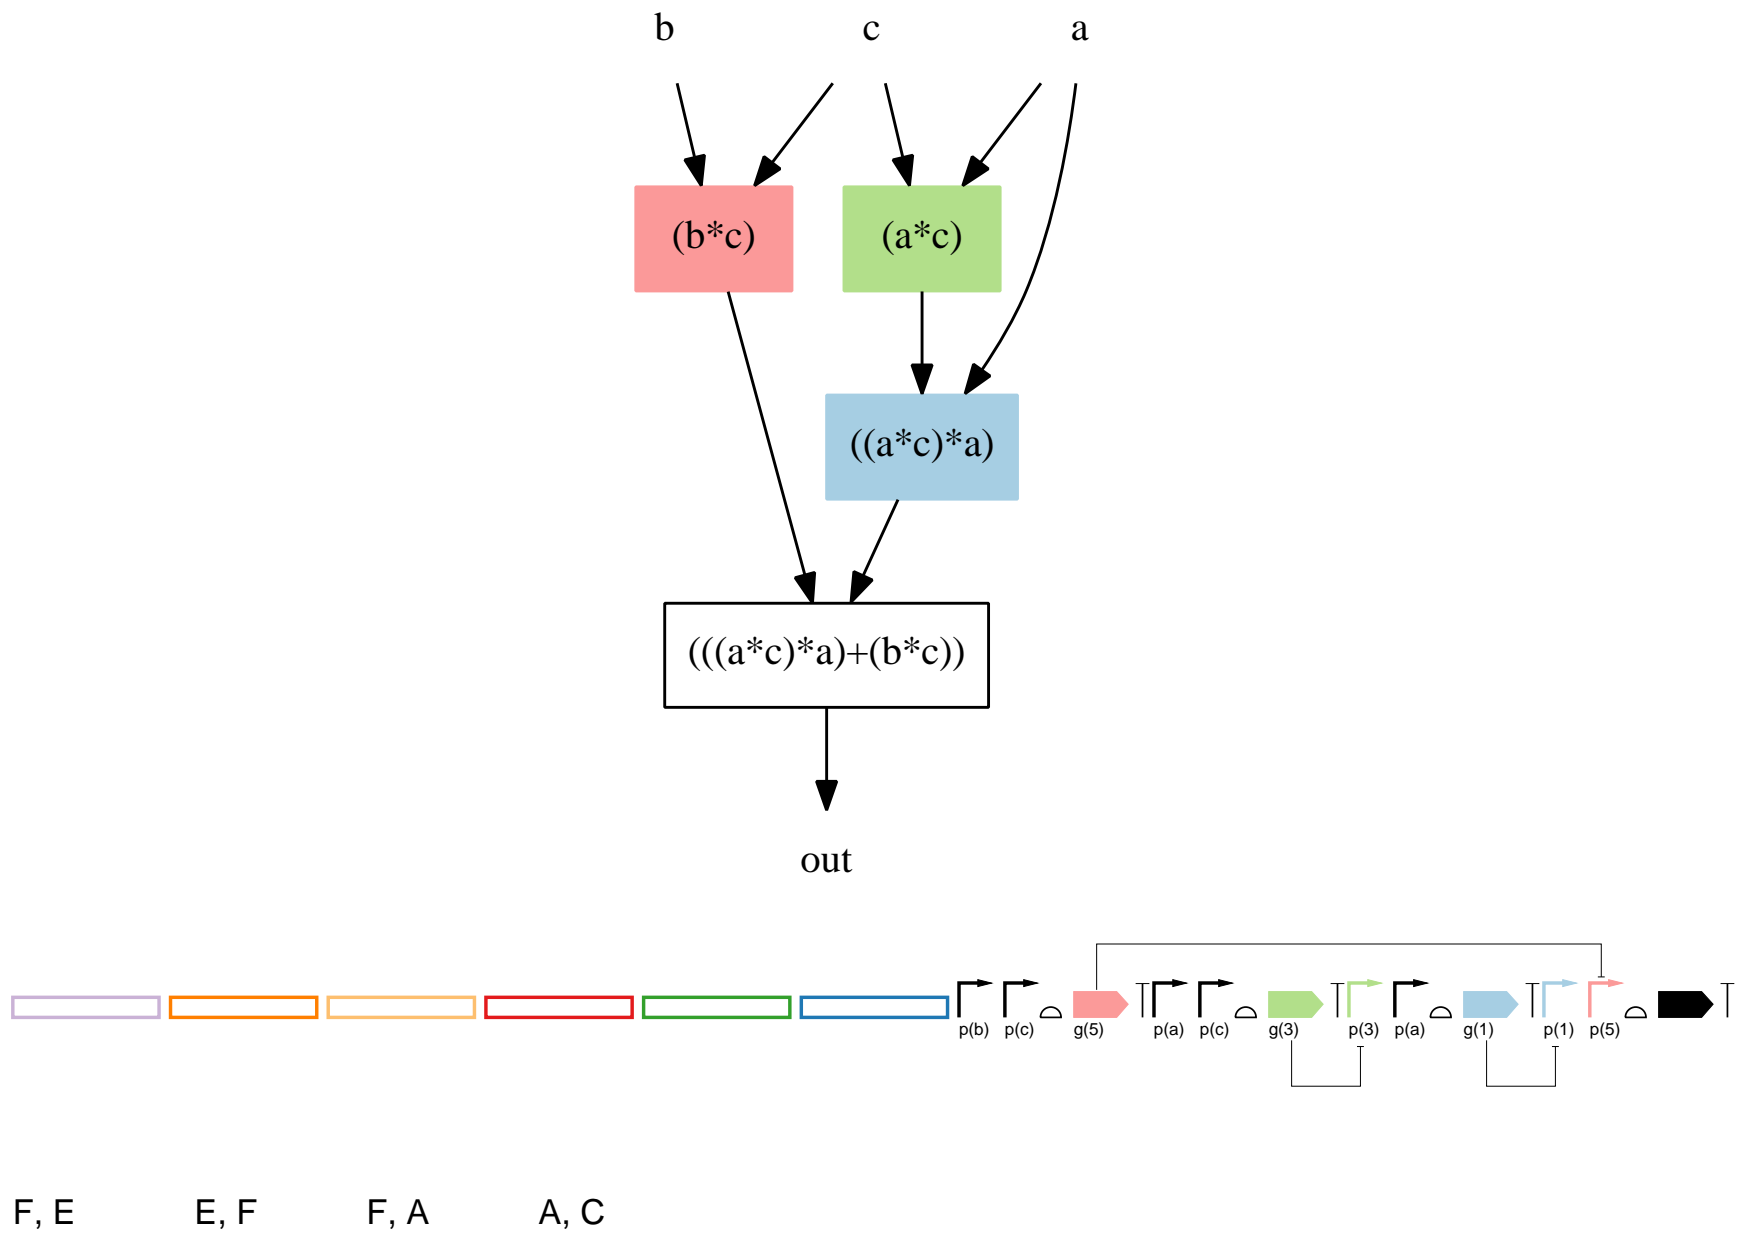 b c a
(b*c) (a*c)
((a*c)*a)
(((a*c)*a)+(b*c))
out
p(b) p(c) g(5) p(a) p(c) g(3) p(3) p(a) g(1) p(1) p(5)
F, E E, F F, A A, C